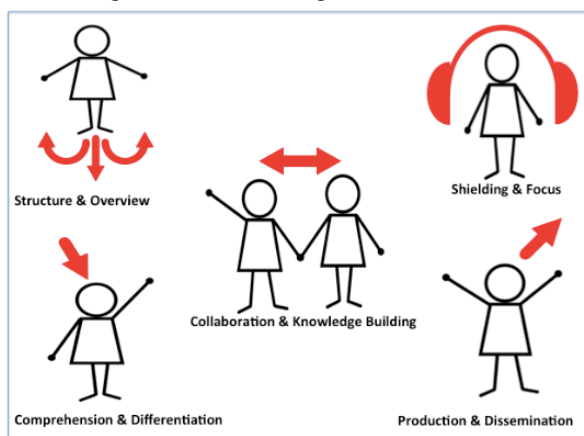 Structure & Overview
Shielding & Focus
Collaboration & Knowledge Building
Comprehension & Differentiation
Production & Dissemination